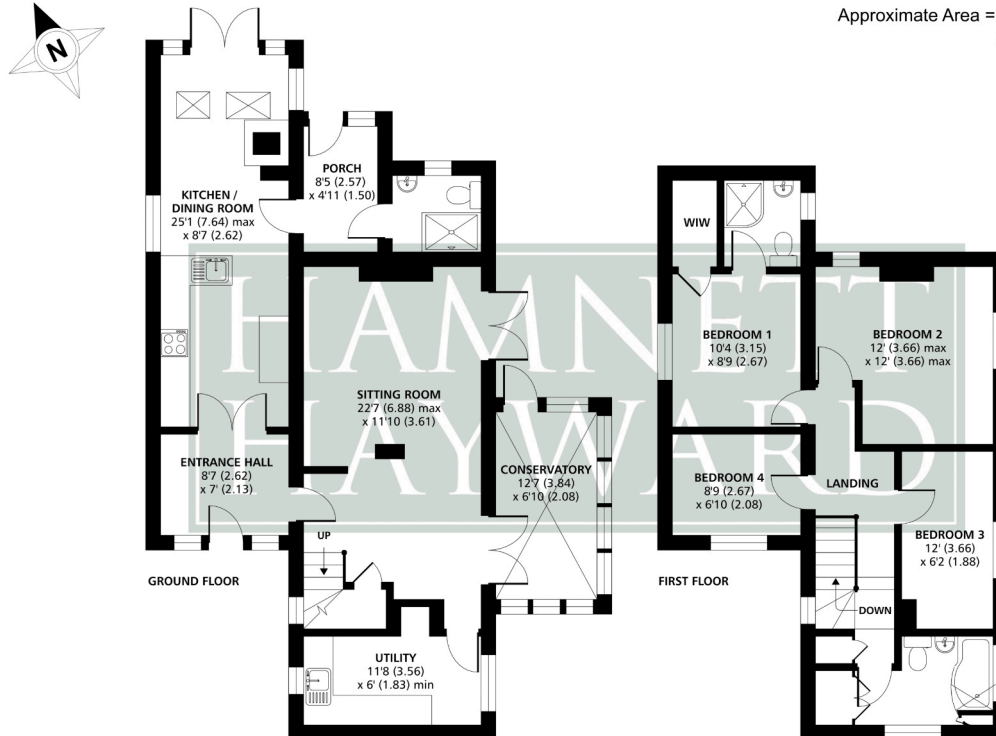 Approximate Area =
N
KITCHEN /
DINING ROOM
25'1 (7.64) max
x 8'7 (2.62)
PORCH
8'5 (2.57)
x 4'11 (1.50)
SITTING ROOM
22'7 (6.88) max
x 11'10 (3.61)
ENTRANCE HALL
8'7 (2.62)
x 7' (2.13)
CONSERVATORY
12'7 (3.84)
x 6'10 (2.08)
UP
UTILITY
11'8 (3.56)
x 6' (1.83) min
GROUND FLOOR
WIW
BEDROOM 1
10'4 (3.15)
x 8'9 (2.67)
BEDROOM 2
12' (3.66) max
x 12' (3.66) max
BEDROOM 4
8'9 (2.67)
x 6'10 (2.08)
LANDING
BEDROOM 3
12' (3.66)
x 6'2 (1.88)
DOWN
FIRST FLOOR
HAMNETT
HAYWARD